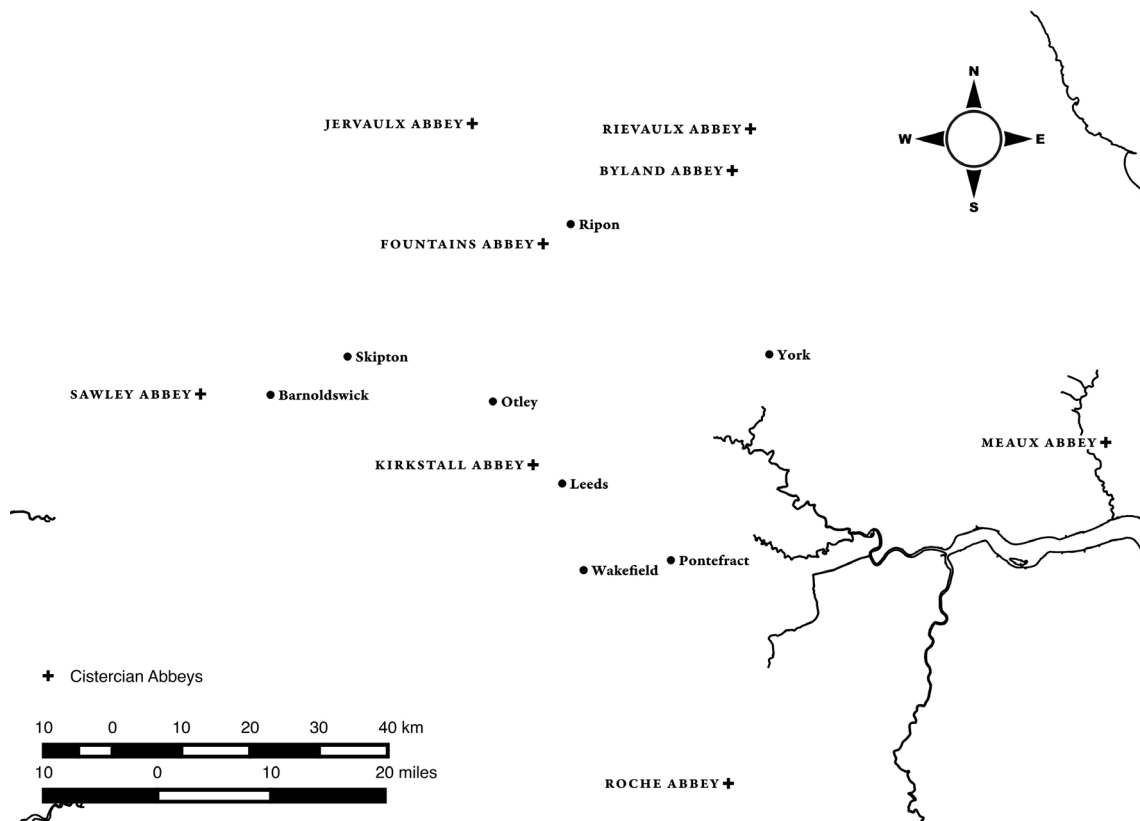 N
JERVAULX ABBEY
RIEVAULX ABBEY
W
E
BYLAND ABBEY
S
Ripon
FOUNTAINS ABBEY
Skipton
York
SAWLEY ABBEY
Barnoldswick
Otley
MEAUX ABBEY
KIRKSTALL ABBEY
Leeds
Wakefield
Pontefract
Cistercian Abbeys
10 0 10 20 30 40 km
10 0 10 20 miles
ROCHE ABBEY